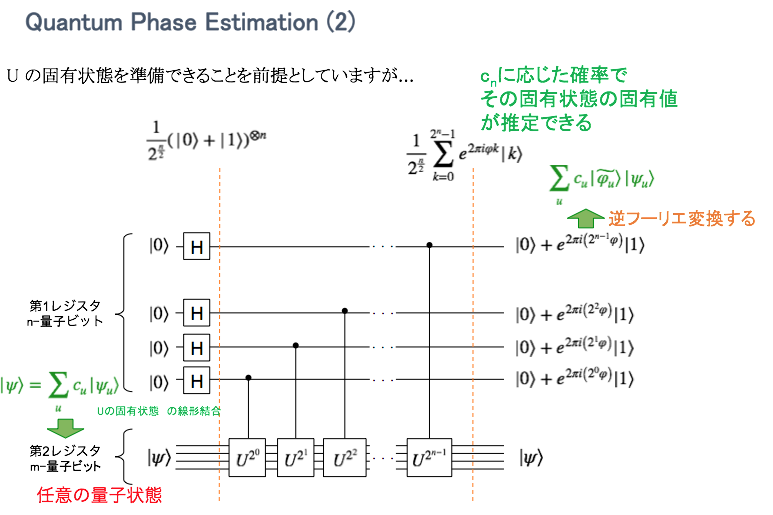 Quantum Phase Estimation (2)
U の固有状態を準備できることを前提としていますが…
cₙに応じた確率で
その固有状態の固有値
が推定できる
1/2^{n/2} (|0⟩ + |1⟩)^{⊗n}
1/2^{n/2} ∑_{k=0}^{2^n−1} e^{2πiφk}|k⟩
∑_u c_u|φ̃_u⟩|ψ_u⟩
逆フーリエ変換する
|0⟩ H ··· |0⟩ + e^{2πi(2^{n−1}φ)}|1⟩
第1レジスタ
n-量子ビット
|0⟩ H ··· |0⟩ + e^{2πi(2^2φ)}|1⟩
|0⟩ H ··· |0⟩ + e^{2πi(2^1φ)}|1⟩
|0⟩ H ··· |0⟩ + e^{2πi(2^0φ)}|1⟩
|ψ⟩ = ∑_u c_u|ψ_u⟩
Uの固有状態 の線形結合
第2レジスタ
m-量子ビット
|ψ⟩ U^{2^0} U^{2^1} U^{2^2} ··· U^{2^{n−1}} |ψ⟩
任意の量子状態